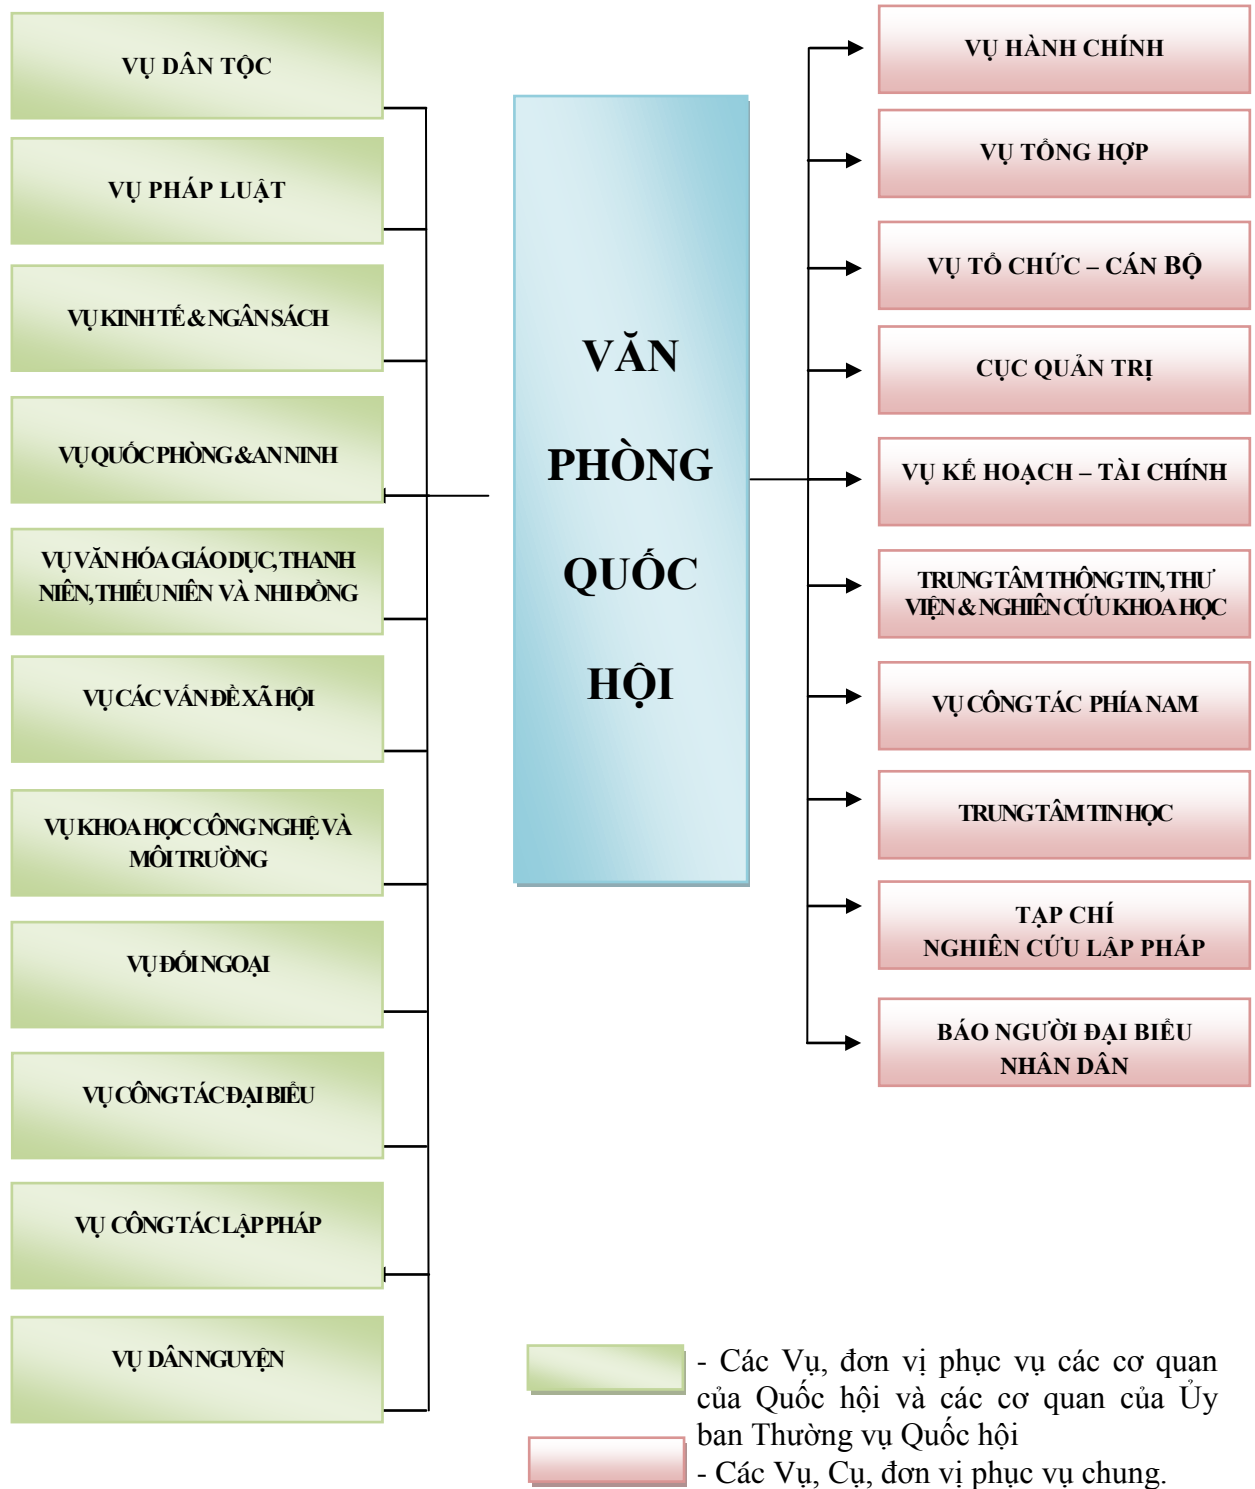 VỤ DÂN TỘC
VỤ PHÁP LUẬT
VỤ KINH TẾ & NGÂN SÁCH
VỤ QUỐC PHÒNG & AN NINH
VỤ VĂN HÓA GIÁO DỤC, THANH
NIÊN, THIẾU NIÊN VÀ NHI ĐỒNG
VỤ CÁC VẤN ĐỀ XÃ HỘI
VỤ KHOA HỌC CÔNG NGHỆ VÀ
MÔI TRƯỜNG
VỤ ĐỐI NGOẠI
VỤ CÔNG TÁC ĐẠI BIỂU
VỤ CÔNG TÁC LẬP PHÁP
VỤ DÂN NGUYỆN
VĂN
PHÒNG
QUỐC
HỘI
VỤ HÀNH CHÍNH
VỤ TỔNG HỢP
VỤ TỔ CHỨC – CÁN BỘ
CỤC QUẢN TRỊ
VỤ KẾ HOẠCH – TÀI CHÍNH
TRUNG TÂM THÔNG TIN, THƯ
VIỆN & NGHIÊN CỨU KHOA HỌC
VỤ CÔNG TÁC PHÍA NAM
TRUNG TÂM TIN HỌC
TẠP CHÍ
NGHIÊN CỨU LẬP PHÁP
BÁO NGƯỜI ĐẠI BIỂU
NHÂN DÂN
- Các Vụ, đơn vị phục vụ các cơ quan
của Quốc hội và các cơ quan của Ủy
ban Thường vụ Quốc hội
- Các Vụ, Cụ, đơn vị phục vụ chung.